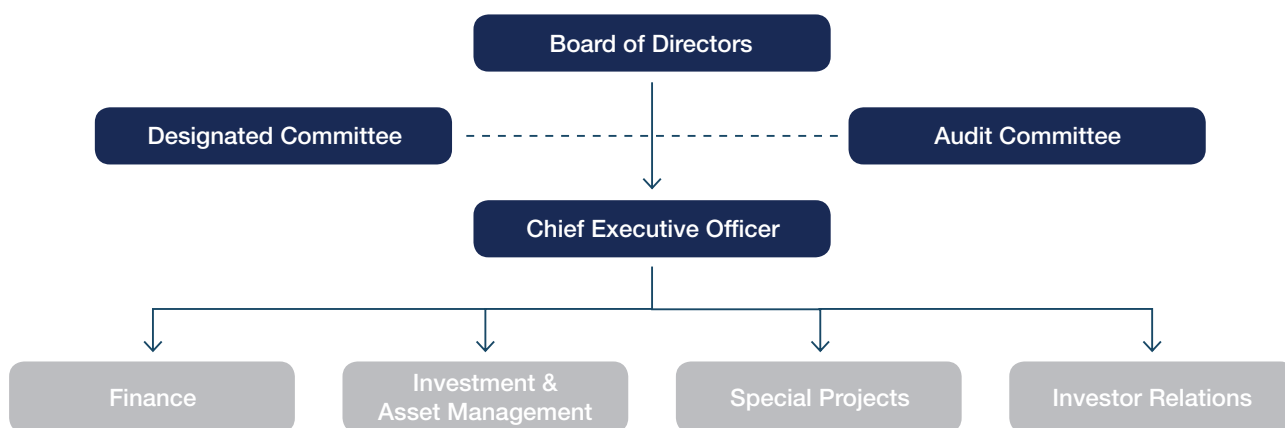 Board of Directors
Designated Committee
Audit Committee
Chief Executive Officer
Finance
Investment &
Asset Management
Special Projects
Investor Relations